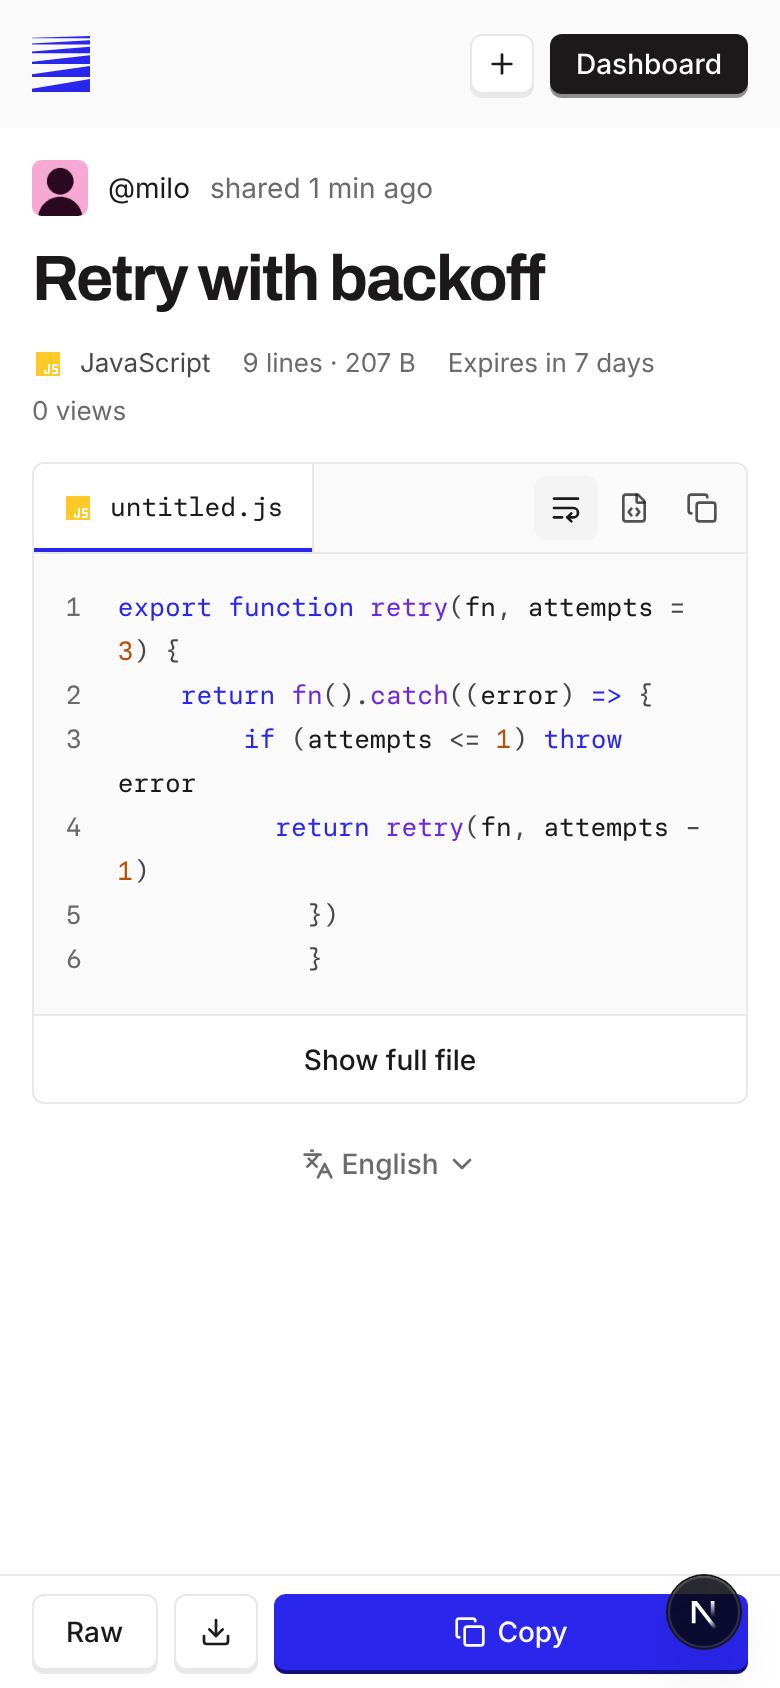 Dashboard
@milo shared 1 min ago
Retry with backoff
JS JavaScript 9 lines · 207 B Expires in 7 days
0 views
JS untitled.js
1 export function retry(fn, attempts =
3) {
2     return fn().catch((error) => {
3         if (attempts <= 1) throw
error
4           return retry(fn, attempts -
1)
5             })
6             }
Show full file
English
Raw Copy N